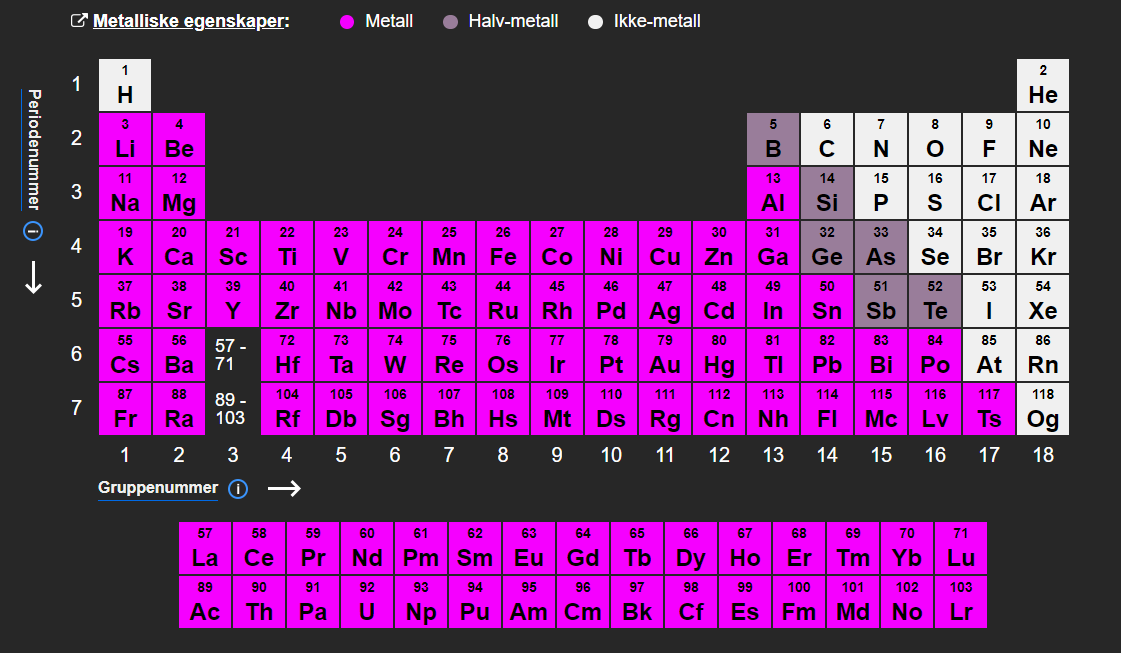 Metalliske egenskaper: Metall Halv-metall Ikke-metall
Periodenummer
1 2
1 H He
3 4 5 6 7 8 9 10
2 Li Be B C N O F Ne
11 12 13 14 15 16 17 18
3 Na Mg Al Si P S Cl Ar
19 20 21 22 23 24 25 26 27 28 29 30 31 32 33 34 35 36
4 K Ca Sc Ti V Cr Mn Fe Co Ni Cu Zn Ga Ge As Se Br Kr
37 38 39 40 41 42 43 44 45 46 47 48 49 50 51 52 53 54
5 Rb Sr Y Zr Nb Mo Tc Ru Rh Pd Ag Cd In Sn Sb Te I Xe
55 56 57 - 71 72 73 74 75 76 77 78 79 80 81 82 83 84 85 86
6 Cs Ba Hf Ta W Re Os Ir Pt Au Hg Tl Pb Bi Po At Rn
87 88 89 - 103 104 105 106 107 108 109 110 111 112 113 114 115 116 117 118
7 Fr Ra Rf Db Sg Bh Hs Mt Ds Rg Cn Nh Fl Mc Lv Ts Og
1 2 3 4 5 6 7 8 9 10 11 12 13 14 15 16 17 18
Gruppenummer
57 58 59 60 61 62 63 64 65 66 67 68 69 70 71
La Ce Pr Nd Pm Sm Eu Gd Tb Dy Ho Er Tm Yb Lu
89 90 91 92 93 94 95 96 97 98 99 100 101 102 103
Ac Th Pa U Np Pu Am Cm Bk Cf Es Fm Md No Lr